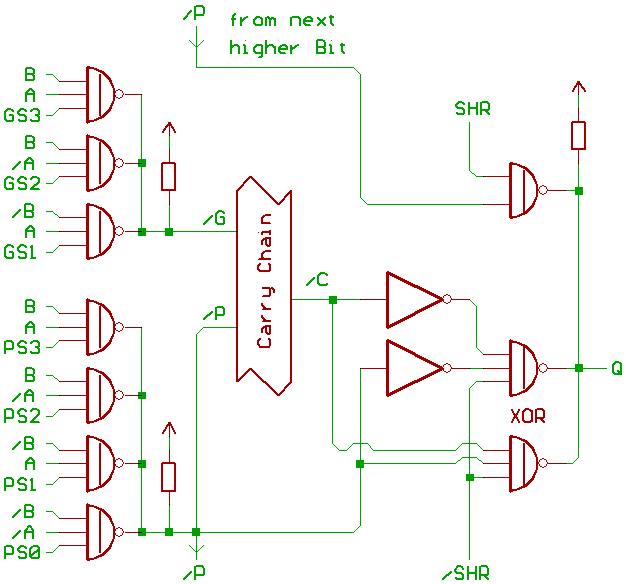 /P
from next
higher Bit
B
A
GS3
B
/A
GS2
/B
A
GS1
SHR
/G
Carry Chain
/C
/P
B
A
PS3
B
/A
PS2
/B
A
PS1
/B
/A
PS0
Q
XOR
/P
/SHR